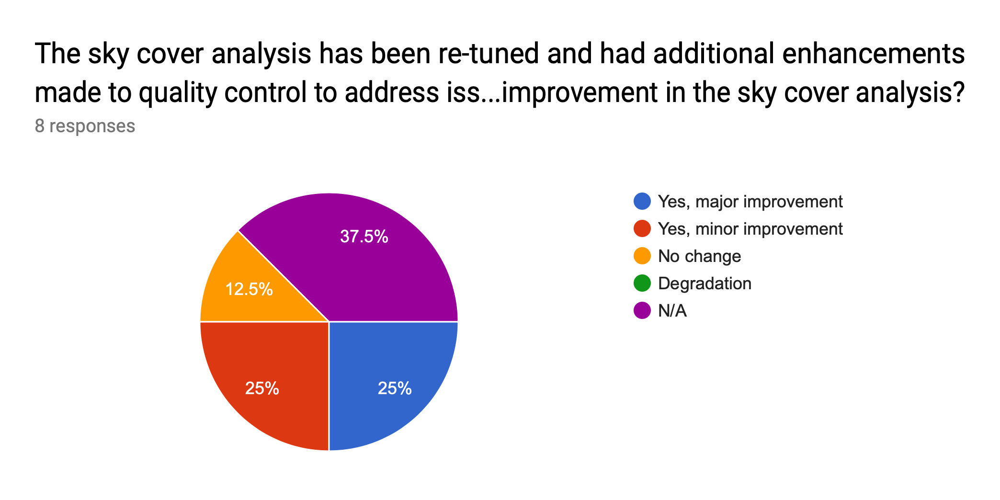 The sky cover analysis has been re-tuned and had additional enhancements
made to quality control to address iss...improvement in the sky cover analysis?
8 responses
37.5%
12.5%
25%
25%
Yes, major improvement
Yes, minor improvement
No change
Degradation
N/A